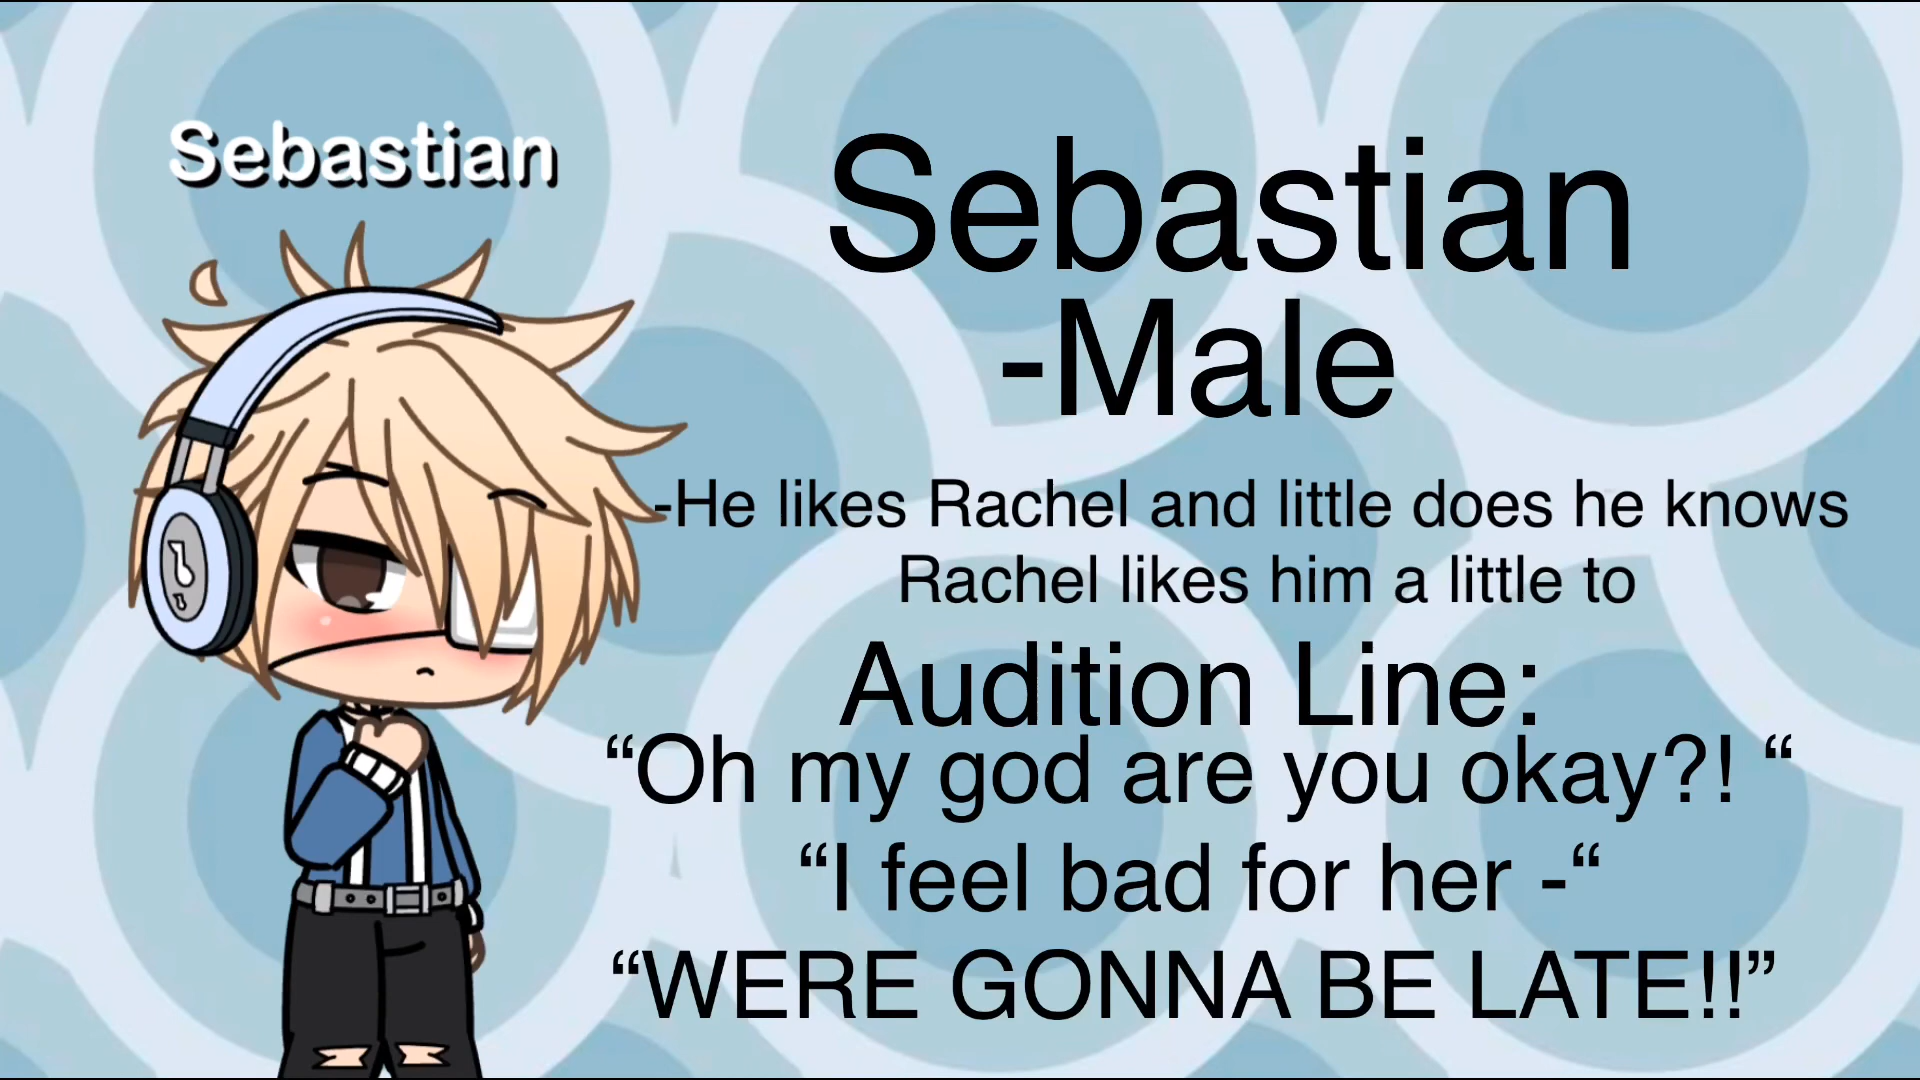 Sebastian
Sebastian
-Male
-He likes Rachel and little does he knows
Rachel likes him a little to
Audition Line:
“Oh my god are you okay?! “
“I feel bad for her -“
“WERE GONNA BE LATE!!”